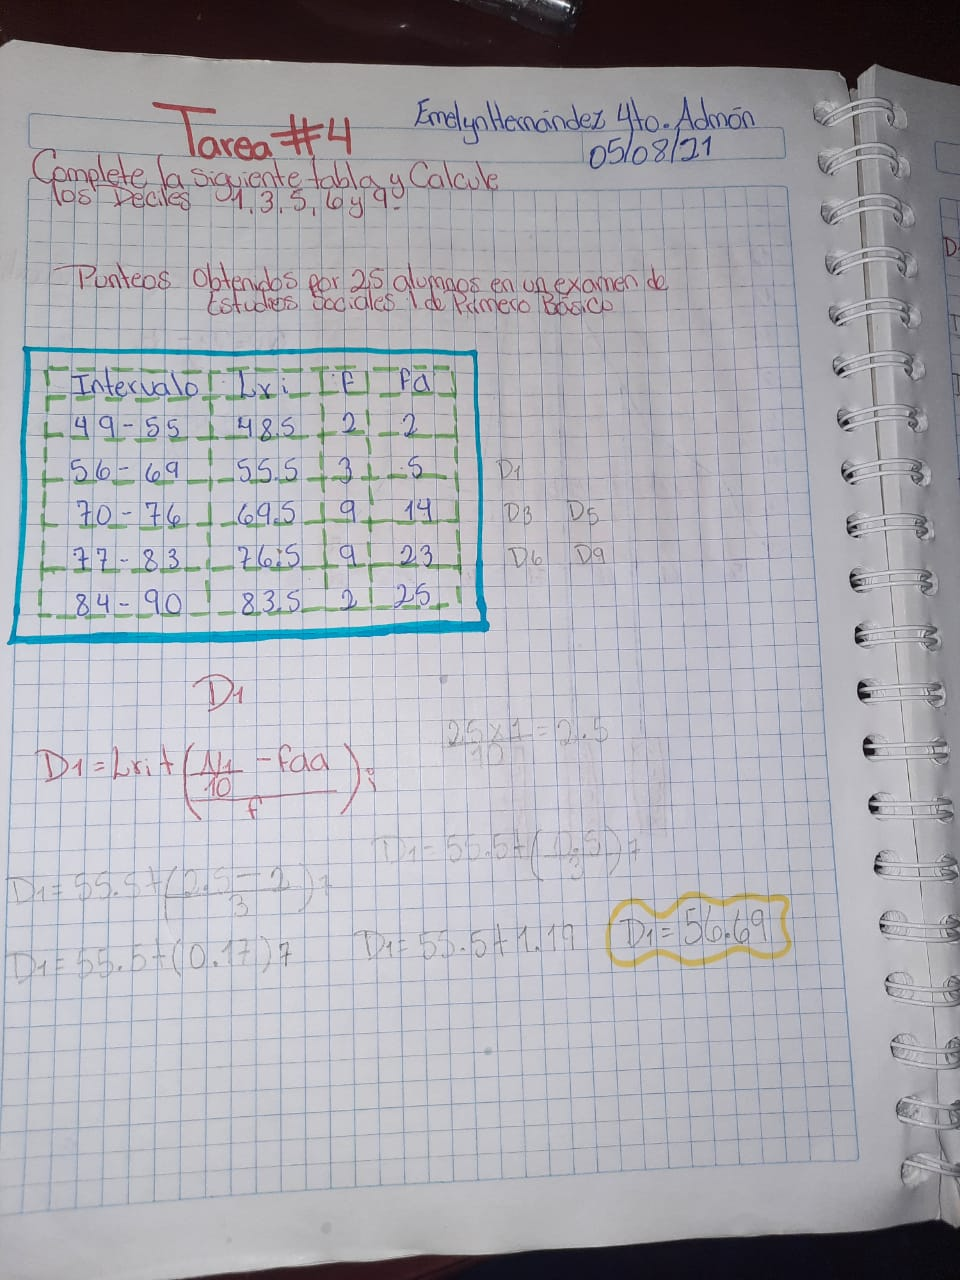 Tarea #4
Emelyn Hernández 4to. Admón
05/08/21
Complete la siguiente tabla y Calcule
los Deciles 1, 3, 5, 6 y 9.
Punteos Obtenidos por 25 alumnos en un examen de
Estudios Sociales 1 de Primero Básico
Intervalo Lri F fa
49-55 48.5 2 2
56-69 55.5 3 5 D1
70-76 69.5 9 14 D3 D5
77-83 76.5 9 23 D6 D9
84-90 83.5 2 25
D1
25x1/10 = 2.5
D1 = Lri + (N1/10 - faa / f) i
D1 = 55.5 + (0.5/3) 7
D1 = 55.5 + (2.5 - 2 / 3) 7
D1 = 55.5 + (0.17) 7 D1 = 55.5 + 1.19 D1 = 56.69
D